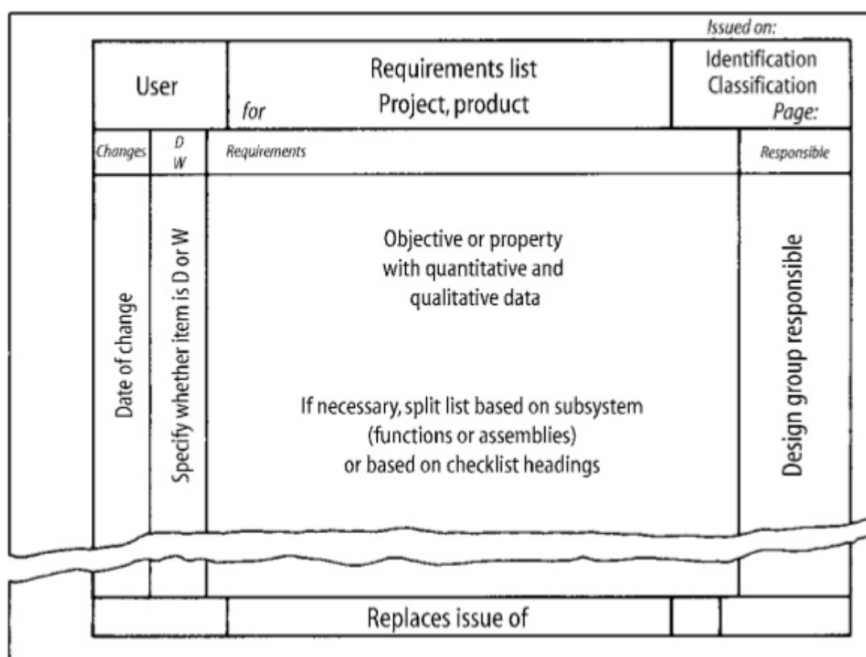 Issued on:
User
for
Requirements list
Project, product
Identification
Classification
Page:
Changes
D
W
Requirements
Responsible
Date of change
Specify whether item is D or W
Objective or property
with quantitative and
qualitative data
If necessary, split list based on subsystem
(functions or assemblies)
or based on checklist headings
Design group responsible
Replaces issue of